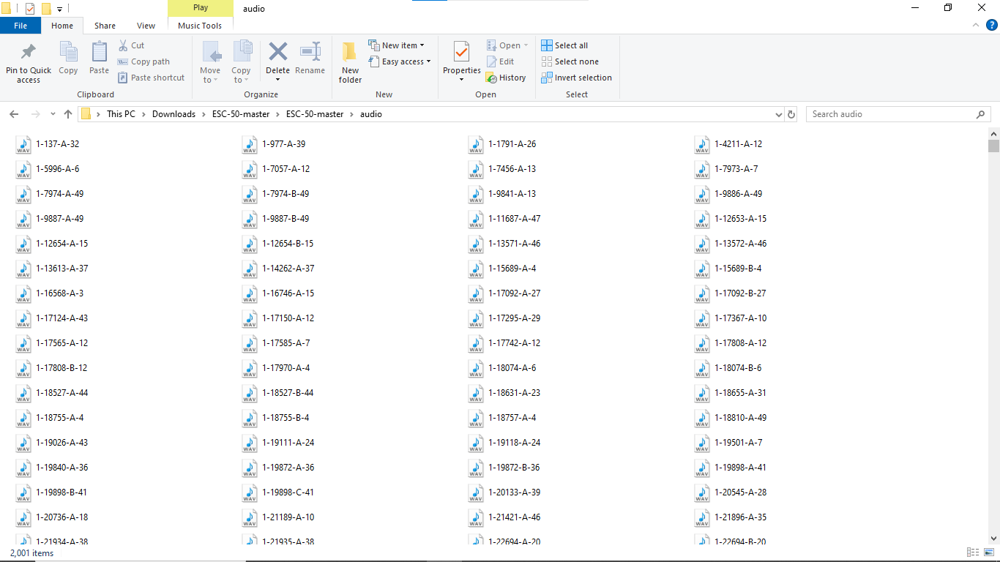 Play
audio
File
Home
Share
View
Music Tools
Pin to Quick access
Copy
Paste
Cut
Copy path
Paste shortcut
Clipboard
Move to
Copy to
Delete
Rename
Organize
New folder
New item
Easy access
New
Properties
Open
Edit
History
Open
Select all
Select none
Invert selection
Select
This PC > Downloads > ESC-50-master > ESC-50-master > audio
Search audio
1-137-A-32 1-977-A-39 1-1791-A-26 1-4211-A-12
1-5996-A-6 1-7057-A-12 1-7456-A-13 1-7973-A-7
1-7974-A-49 1-7974-B-49 1-9841-A-13 1-9886-A-49
1-9887-A-49 1-9887-B-49 1-11687-A-47 1-12653-A-15
1-12654-A-15 1-12654-B-15 1-13571-A-46 1-13572-A-46
1-13613-A-37 1-14262-A-37 1-15689-A-4 1-15689-B-4
1-16568-A-3 1-16746-A-15 1-17092-A-27 1-17092-B-27
1-17124-A-43 1-17150-A-12 1-17295-A-29 1-17367-A-10
1-17565-A-12 1-17585-A-7 1-17742-A-12 1-17808-A-12
1-17808-B-12 1-17970-A-4 1-18074-A-6 1-18074-B-6
1-18527-A-44 1-18527-B-44 1-18631-A-23 1-18655-A-31
1-18755-A-4 1-18755-B-4 1-18757-A-4 1-18810-A-49
1-19026-A-43 1-19111-A-24 1-19118-A-24 1-19501-A-7
1-19840-A-36 1-19872-A-36 1-19872-B-36 1-19898-A-41
1-19898-B-41 1-19898-C-41 1-20133-A-39 1-20545-A-28
1-20736-A-18 1-21189-A-10 1-21421-A-46 1-21896-A-35
1-21934-A-38 1-21935-A-38 1-22694-A-20 1-22694-B-20
2,001 items